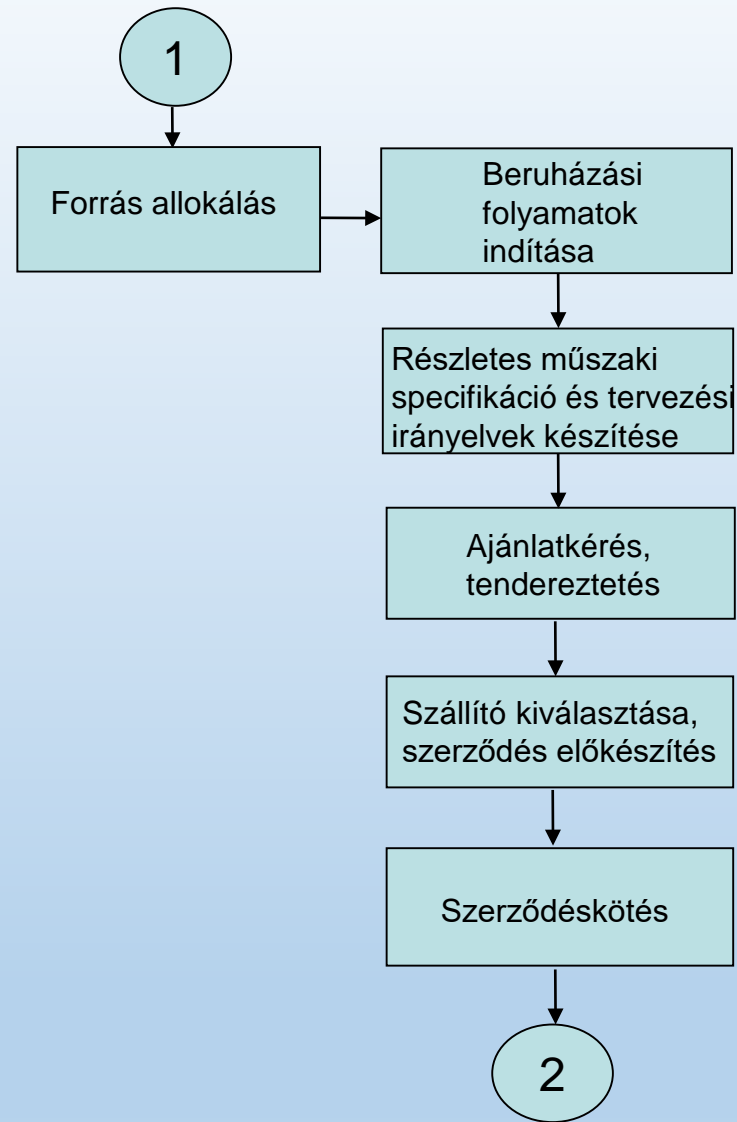 1
Forrás allokálás
Beruházási
folyamatok
indítása
Részletes műszaki
specifikáció és tervezési
irányelvek készítése
Ajánlatkérés,
tendereztetés
Szállító kiválasztása,
szerződés előkészítés
Szerződéskötés
2